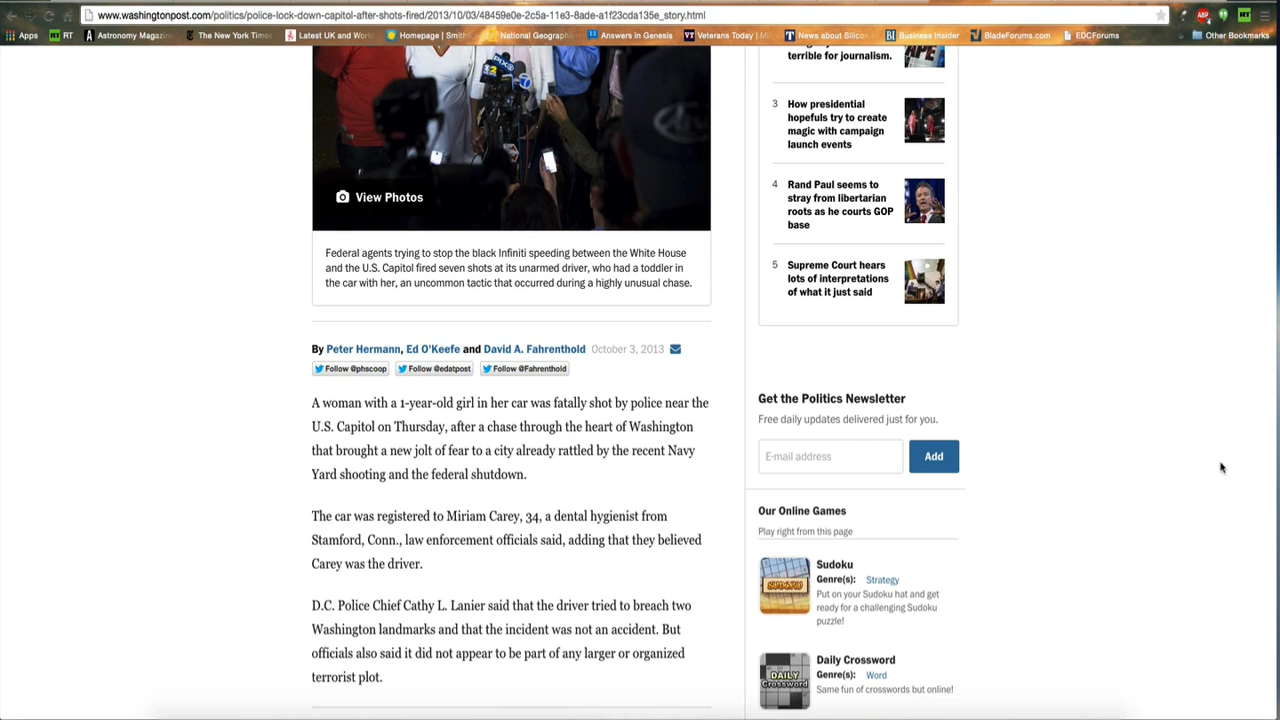 www.washingtonpost.com/politics/police-lock-down-capitol-after-shots-fired/2013/10/03/48459e0e-2c5a-11e3-8ade-a1f23cda135e_story.html
Apps RT RT Astronomy Magazin The New York Time Latest UK and Worl Homepage | Smiths National Geograph Answers in Genesis Veterans Today | Mi News about Silicon Business Insider BladeForums.com EDCForums Other Bookmarks
View Photos
Federal agents trying to stop the black Infiniti speeding between the White House
and the U.S. Capitol fired seven shots at its unarmed driver, who had a toddler in
the car with her, an uncommon tactic that occurred during a highly unusual chase.
By Peter Hermann, Ed O'Keefe and David A. Fahrenthold October 3, 2013
Follow @phscoop Follow @edatpost Follow @Fahrenthold
A woman with a 1-year-old girl in her car was fatally shot by police near the
U.S. Capitol on Thursday, after a chase through the heart of Washington
that brought a new jolt of fear to a city already rattled by the recent Navy
Yard shooting and the federal shutdown.
The car was registered to Miriam Carey, 34, a dental hygienist from
Stamford, Conn., law enforcement officials said, adding that they believed
Carey was the driver.
D.C. Police Chief Cathy L. Lanier said that the driver tried to breach two
Washington landmarks and that the incident was not an accident. But
officials also said it did not appear to be part of any larger or organized
terrorist plot.
terrible for journalism.
3 How presidential
hopefuls try to create
magic with campaign
launch events
4 Rand Paul seems to
stray from libertarian
roots as he courts GOP
base
5 Supreme Court hears
lots of interpretations
of what it just said
Get the Politics Newsletter
Free daily updates delivered just for you.
E-mail address Add
Our Online Games
Play right from this page
Sudoku
Genre(s): Strategy
Put on your Sudoku hat and get
ready for a challenging Sudoku
puzzle!
Daily Crossword
Genre(s): Word
Same fun of crosswords but online!